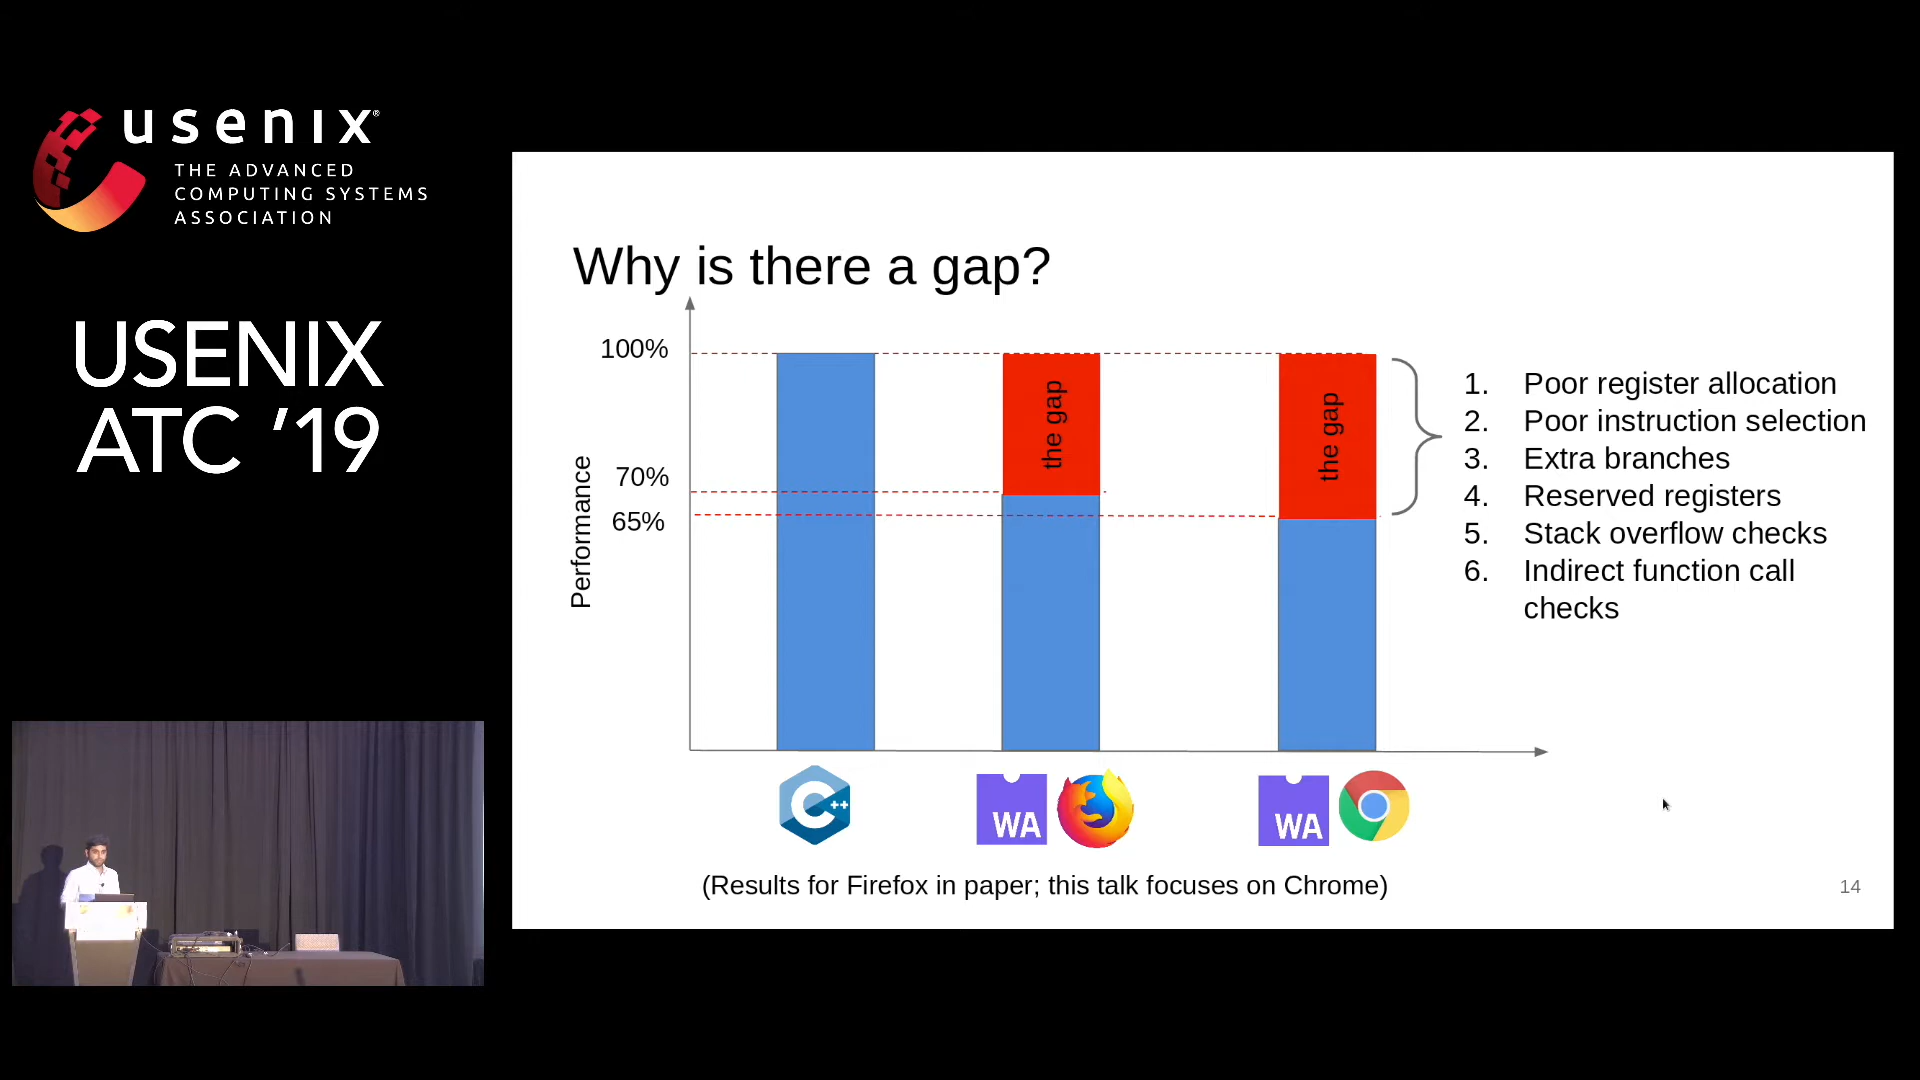 usenix®
THE ADVANCED
COMPUTING SYSTEMS
ASSOCIATION
USENIX
ATC ’19
Why is there a gap?
100%
70%
65%
Performance
the gap
the gap
1. Poor register allocation
2. Poor instruction selection
3. Extra branches
4. Reserved registers
5. Stack overflow checks
6. Indirect function call
checks
C++
WA
WA
(Results for Firefox in paper; this talk focuses on Chrome)
14